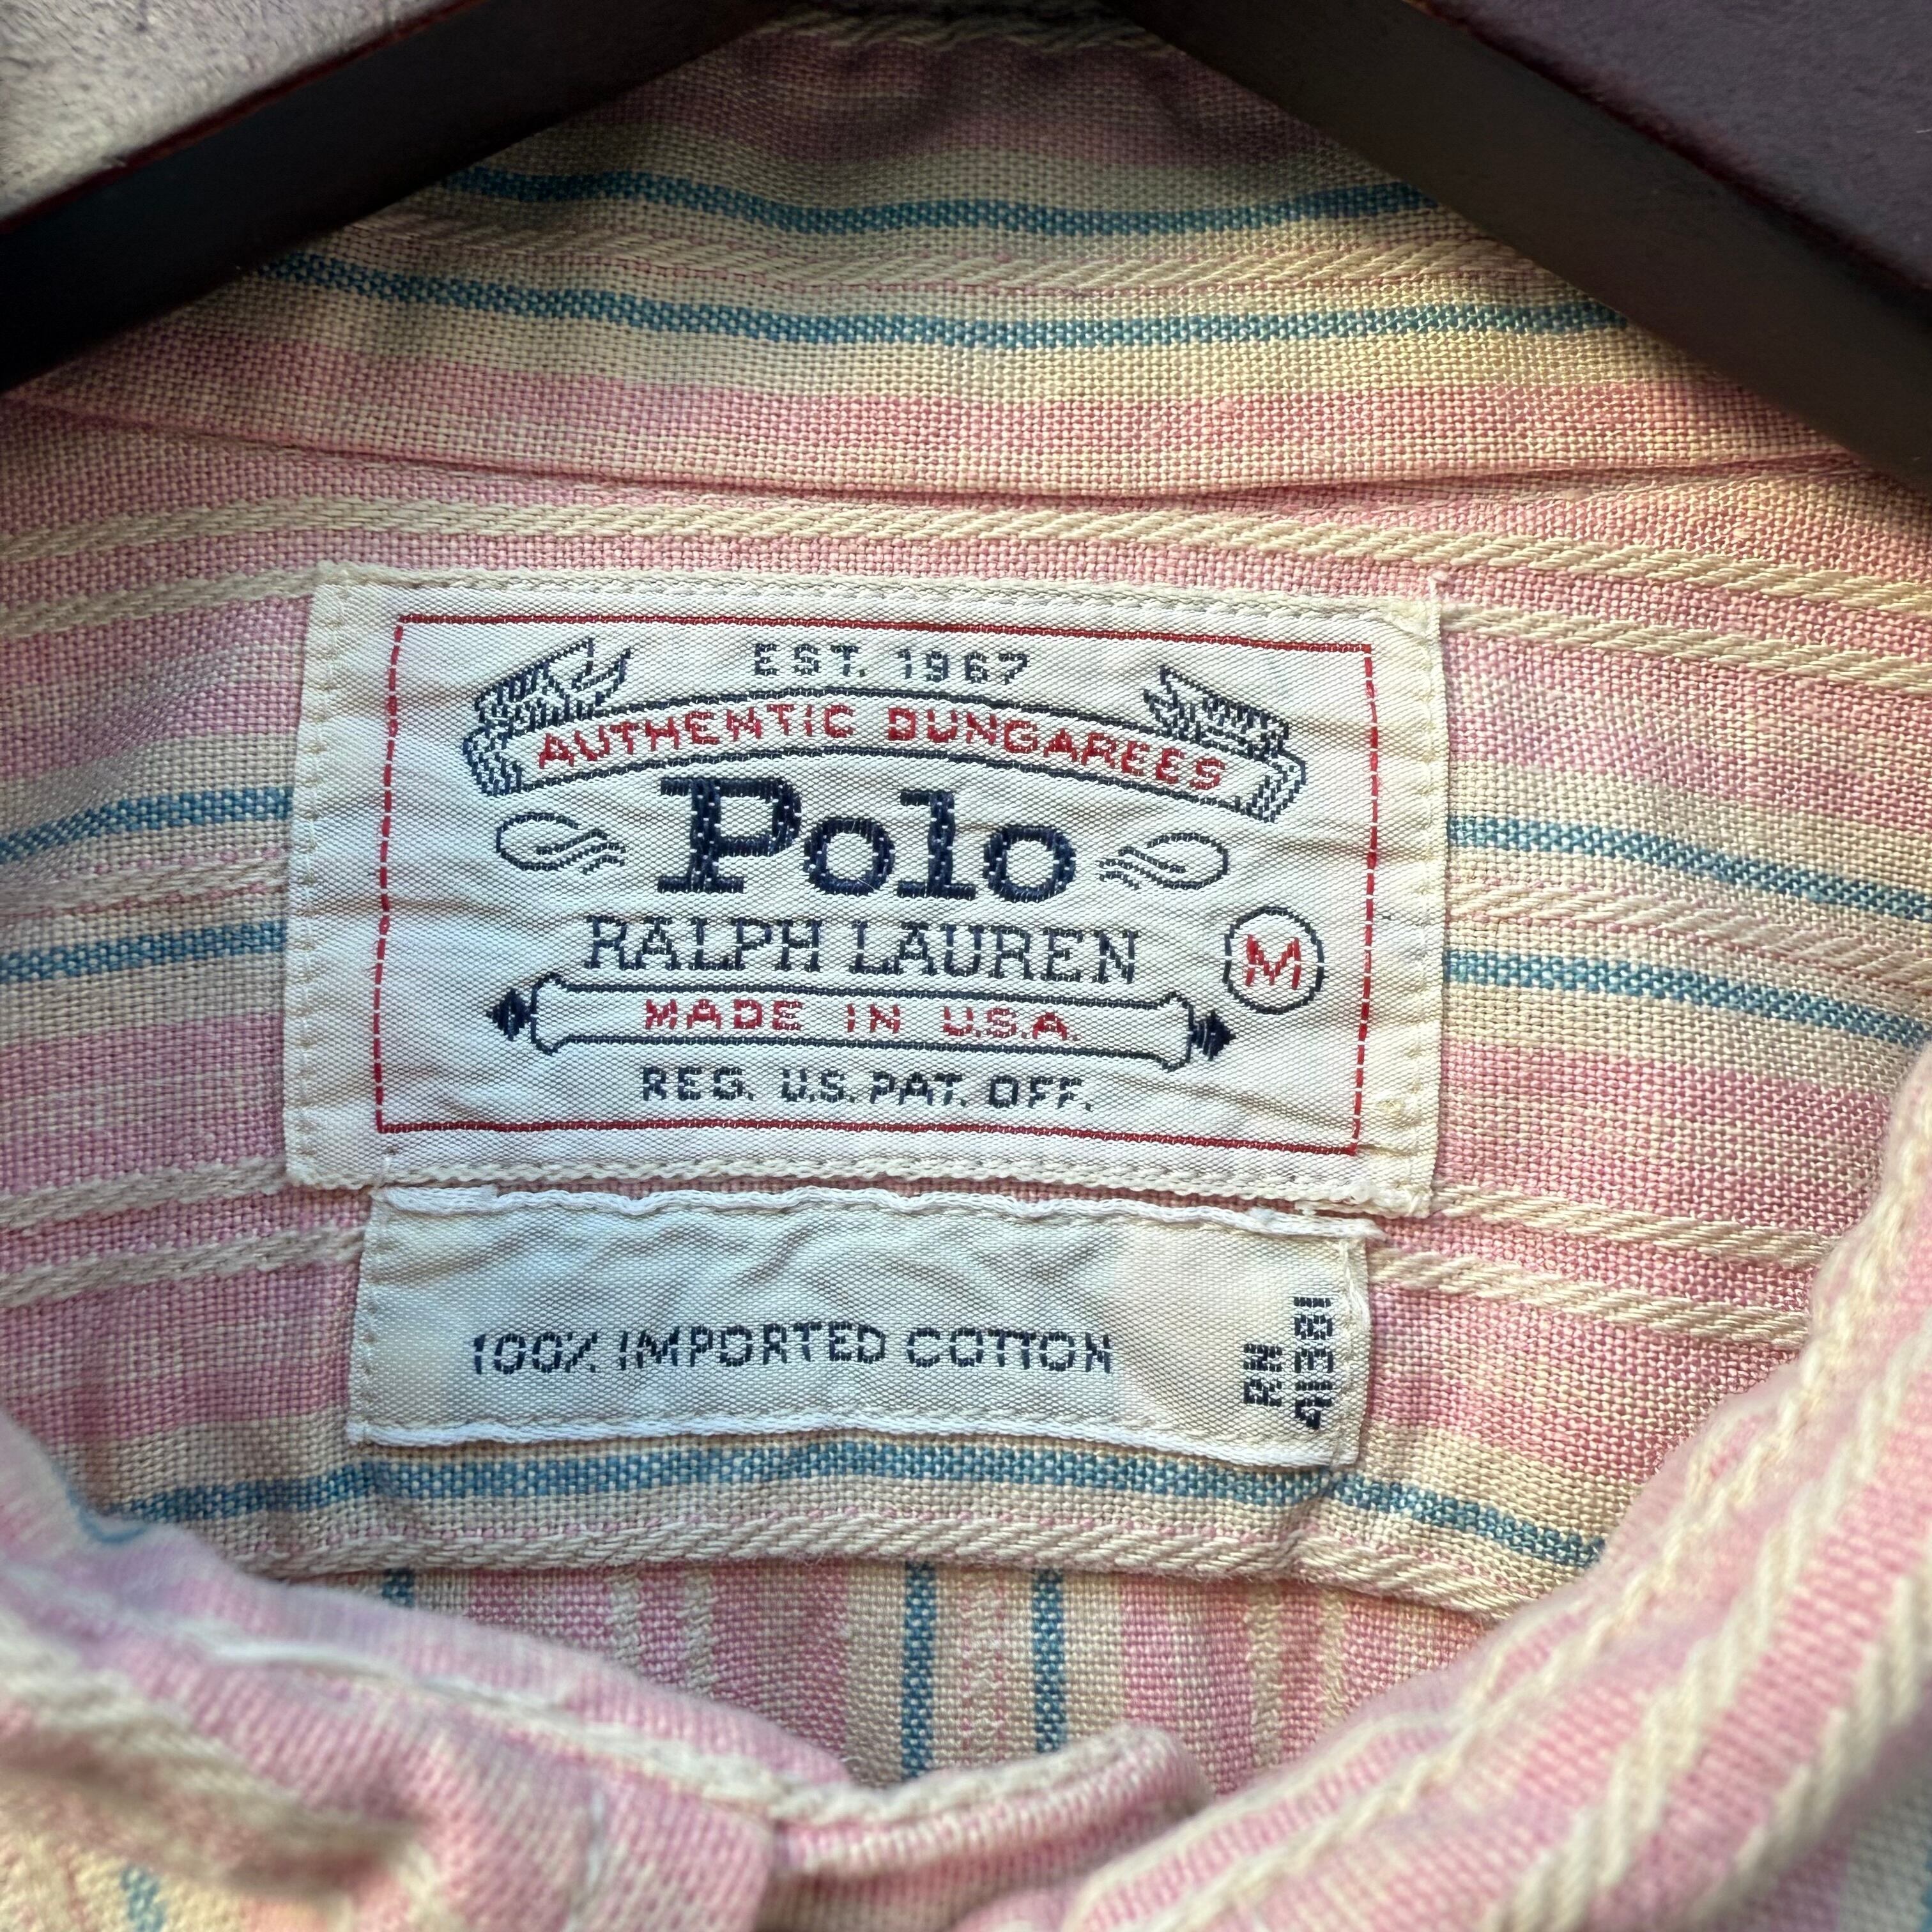 EST. 1967
AUTHENTIC DUNGAREES
Polo
RALPH LAUREN
M
MADE IN U.S.A.
REG. U.S. PAT. OFF.
100% IMPORTED COTTON
RN
41381